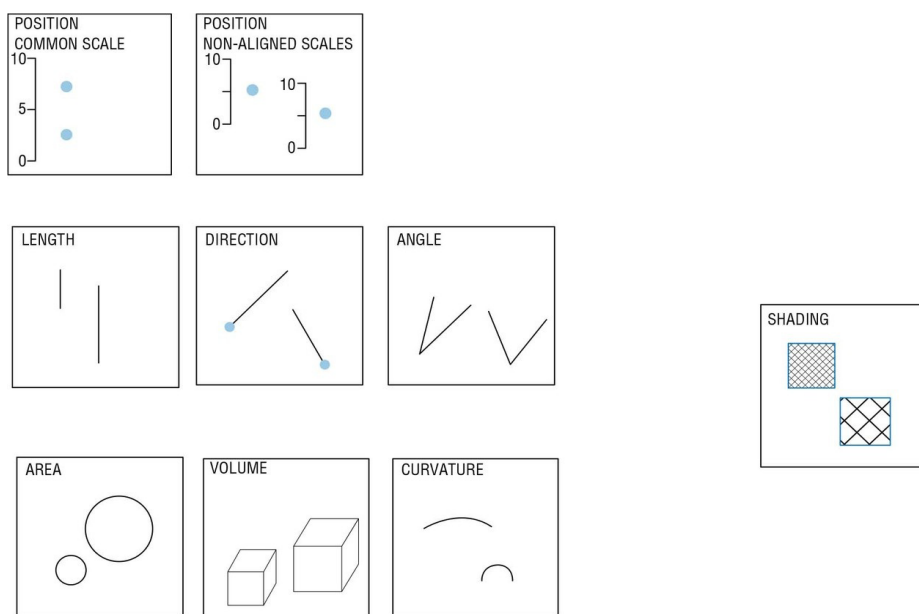 POSITION
COMMON SCALE
10
5
0
POSITION
NON-ALIGNED SCALES
10
0
10
0
LENGTH
DIRECTION
ANGLE
SHADING
AREA
VOLUME
CURVATURE